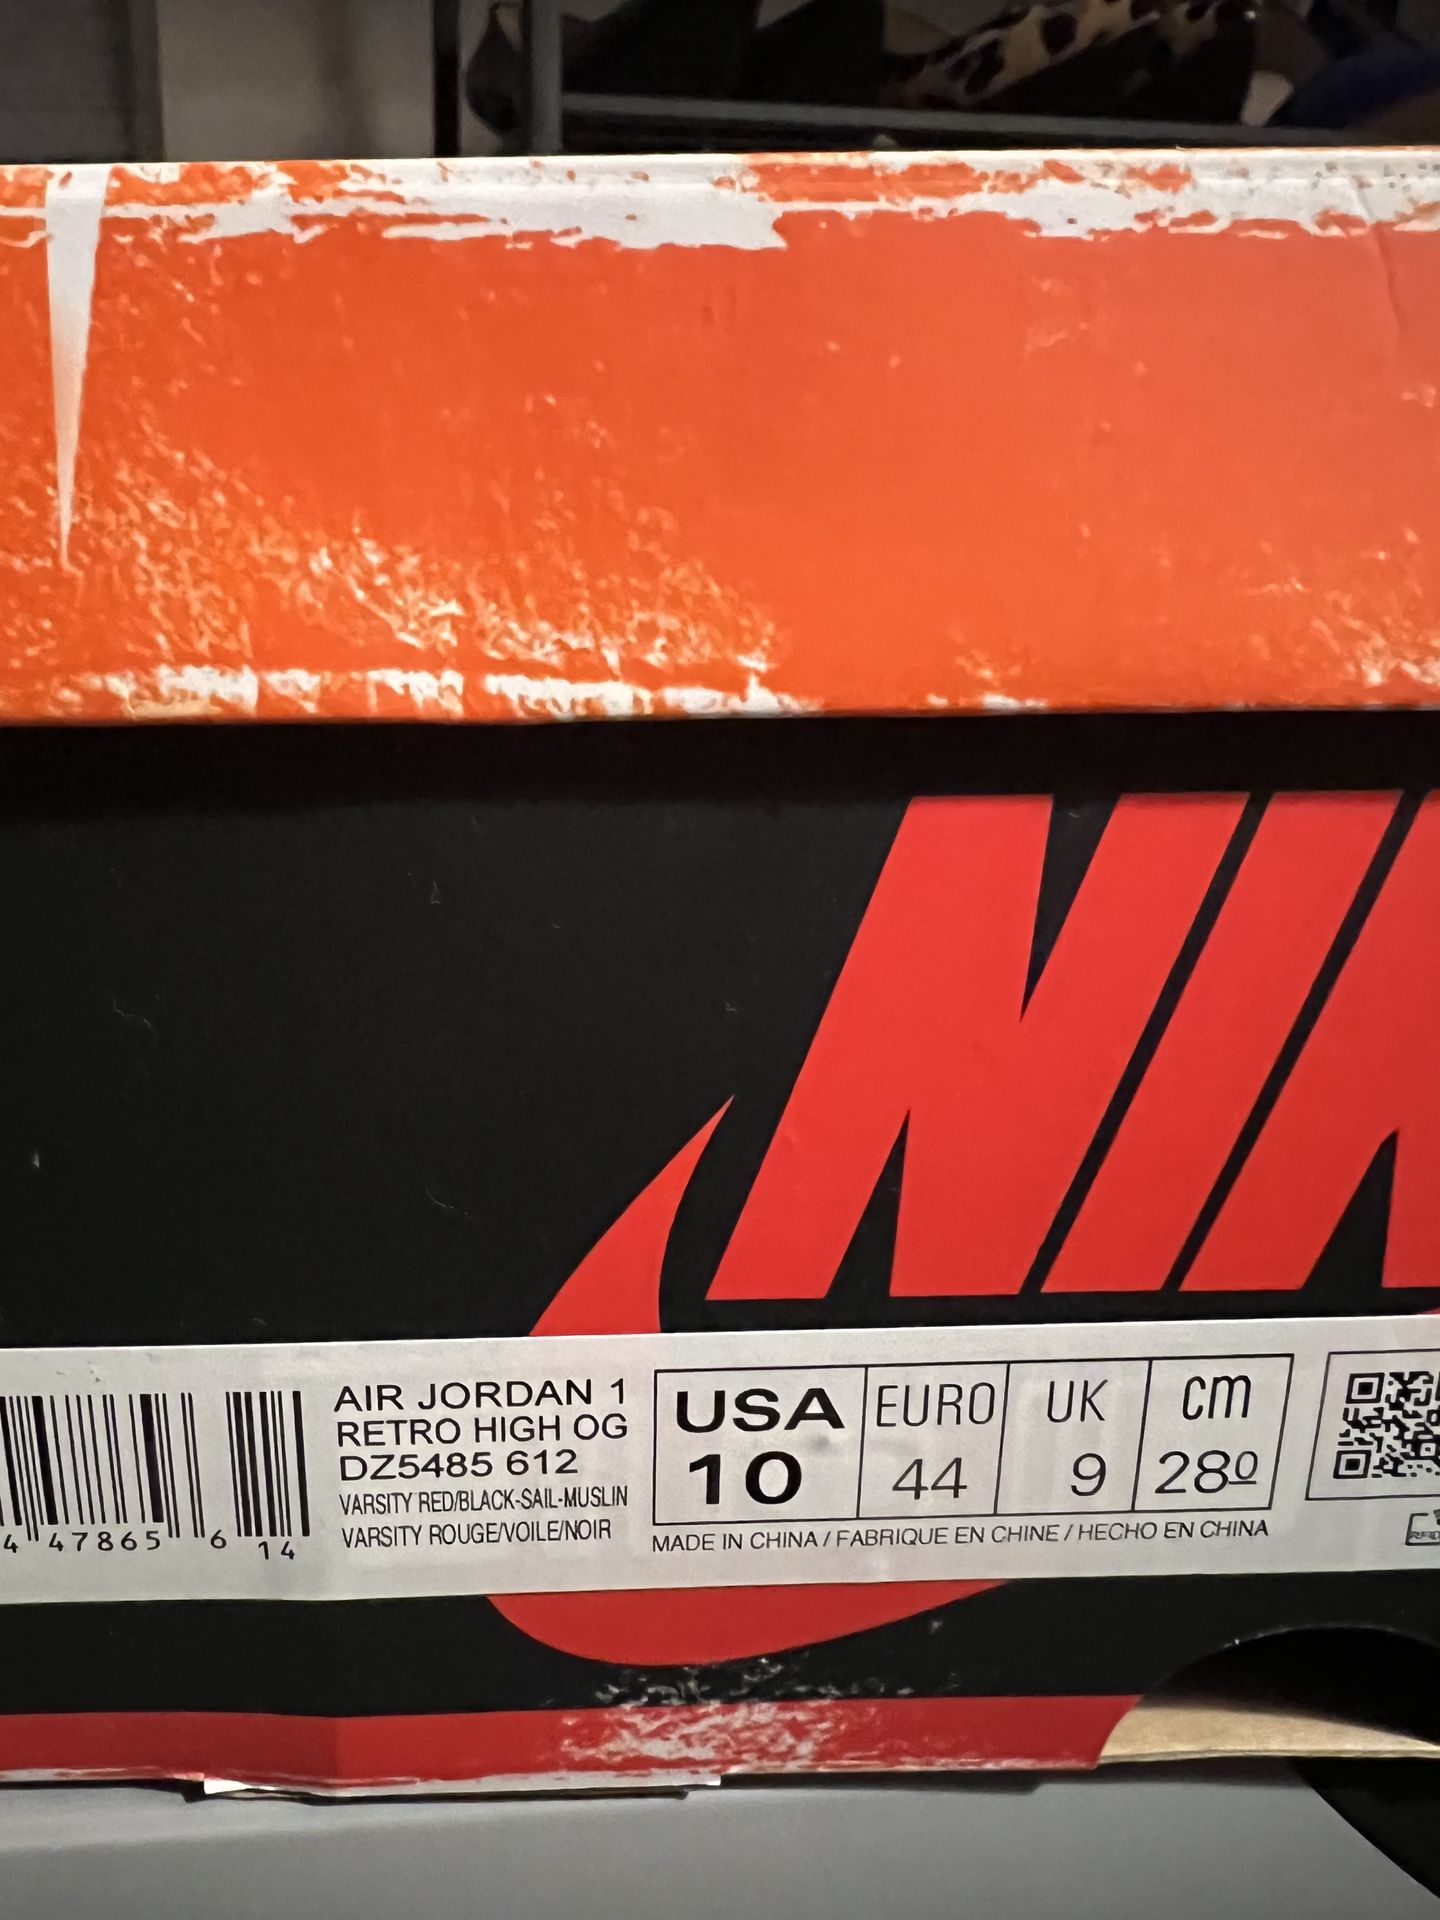 NIK
AIR JORDAN 1
RETRO HIGH OG
DZ5485 612
VARSITY RED/BLACK-SAIL-MUSLIN
VARSITY ROUGE/VOILE/NOIR
4 47865 6 14
USA EURO UK cm
10 44 9 28º
MADE IN CHINA / FABRIQUE EN CHINE / HECHO EN CHINA